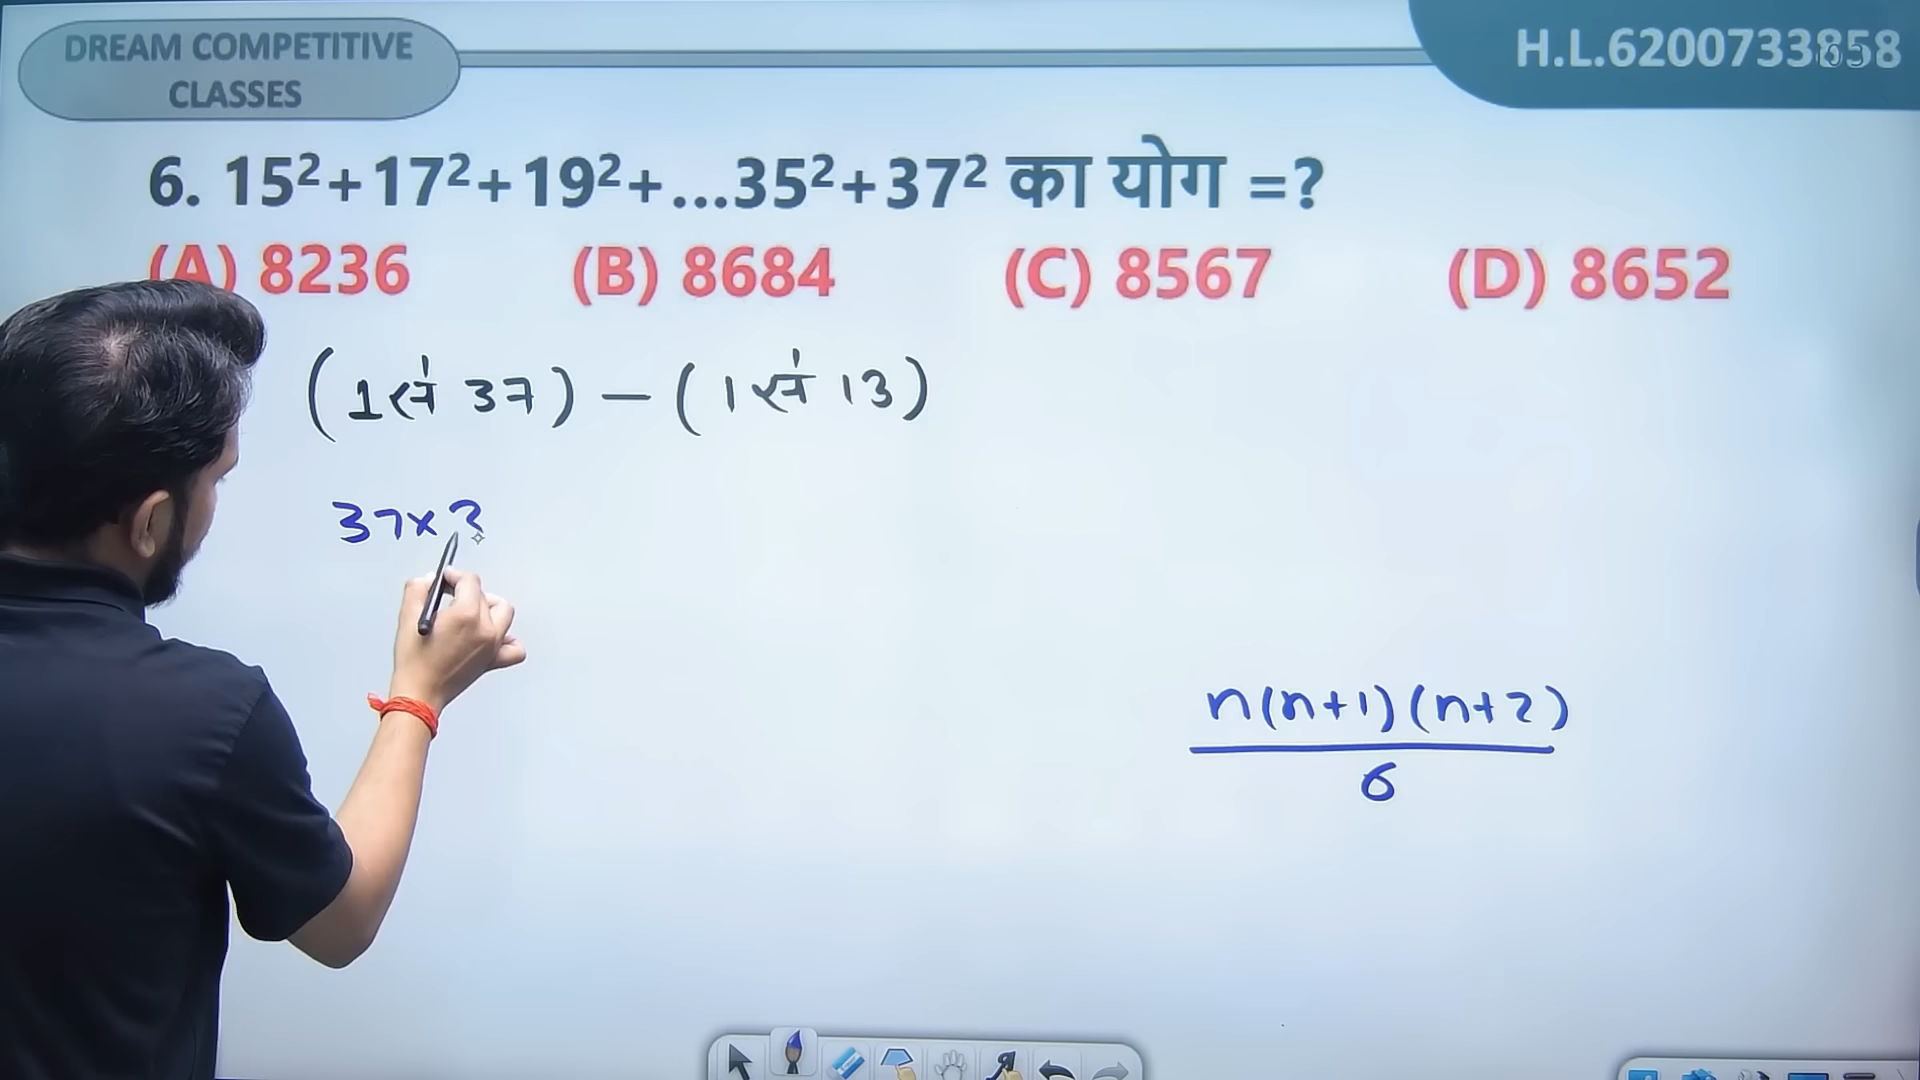 DREAM COMPETITIVE
CLASSES
H.L.6200733858
6. 15²+17²+19²+...35²+37² का योग =?
(A) 8236 (B) 8684 (C) 8567 (D) 8652
(1 से 37) - (1 से 13)
37×3
n(n+1)(n+2)
6